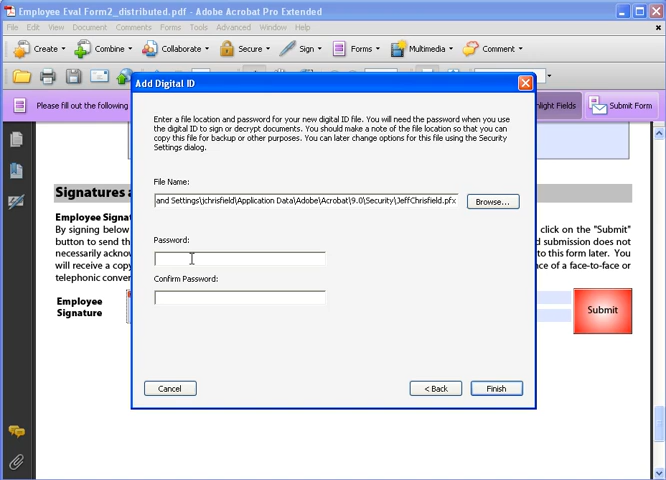 Employee Eval Form2_distributed.pdf - Adobe Acrobat Pro Extended
File Edit View Document Comments Forms Tools Advanced Window Help
Create Combine Collaborate Secure Sign Forms Multimedia Comment
Please fill out the following
hlight Fields
Submit Form
Add Digital ID
Enter a file location and password for your new digital ID file. You will need the password when you use
the digital ID to sign or decrypt documents. You should make a note of the file location so that you can
copy this file for backup or other purposes. You can later change options for this file using the Security
Settings dialog.
File Name:
and Settings\jchrisfield\Application Data\Adobe\Acrobat\9.0\Security\JeffChrisfield.pfx
Browse...
Password:
Confirm Password:
Cancel
< Back
Finish
Signatures a
Employee Signat
By signing below
click on the "Submit"
button to send th
d submission does not
necessarily acknow
to this form later. You
will receive a copy
ce of a face-to-face or
telephonic conver
Employee
Signature
Submit